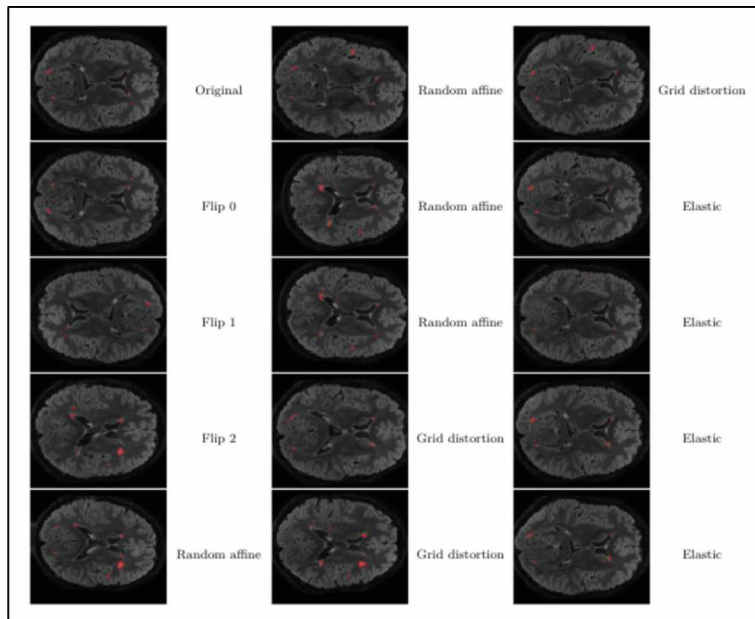 Original
Random affine
Grid distortion
Flip 0
Random affine
Elastic
Flip 1
Random affine
Elastic
Flip 2
Grid distortion
Elastic
Random affine
Grid distortion
Elastic